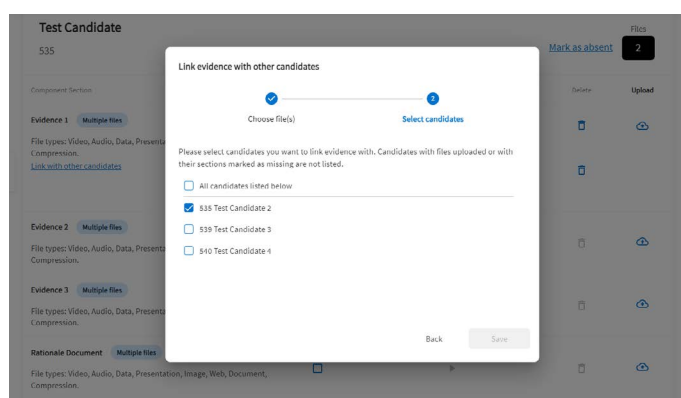 Test Candidate
Files
535
Mark as absent
2
Link evidence with other candidates
Component Section
Delete
Upload
2
Choose file(s)
Select candidates
Evidence 1
Multiple files
File types: Video, Audio, Data, Presenta
Compression.
Link with other candidates
Please select candidates you want to link evidence with. Candidates with files uploaded or with
their sections marked as missing are not listed.
All candidates listed below
535 Test Candidate 2
539 Test Candidate 3
540 Test Candidate 4
Evidence 2
Multiple files
File types: Video, Audio, Data, Presenta
Compression.
Evidence 3
Multiple files
File types: Video, Audio, Data, Presenta
Compression.
Back
Save
Rationale Document
Multiple files
File types: Video, Audio, Data, Presentation, Image, Web, Document,
Compression.